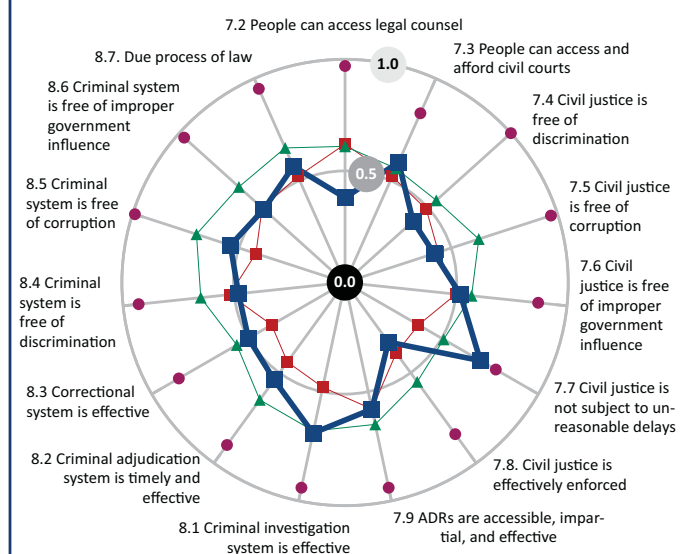 7.2 People can access legal counsel
7.3 People can access and
afford civil courts
7.4 Civil justice is
free of
discrimination
7.5 Civil justice
is free of
corruption
7.6 Civil
justice is free
of improper
government
influence
7.7 Civil justice is
not subject to un-
reasonable delays
7.8. Civil justice is
effectively enforced
7.9 ADRs are accessible, impar-
tial, and effective
8.1 Criminal investigation
system is effective
8.2 Criminal adjudication
system is timely and
effective
8.3 Correctional
system is effective
8.4 Criminal
system is
free of
discrimination
8.5 Criminal
system is free
of corruption
8.6 Criminal system
is free of improper
government
influence
8.7. Due process of law
1.0
0.5
0.0